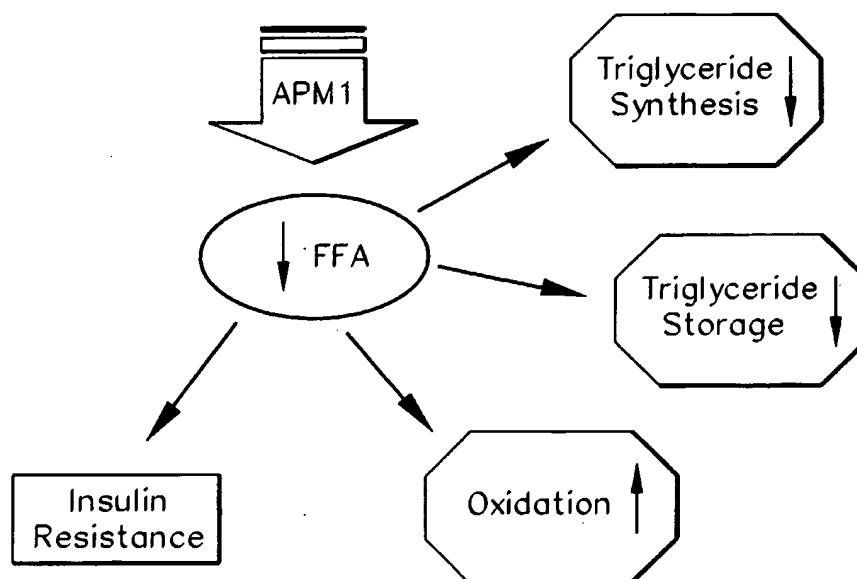 APM1
Triglyceride
Synthesis
FFA
Triglyceride
Storage
Insulin
Resistance
Oxidation